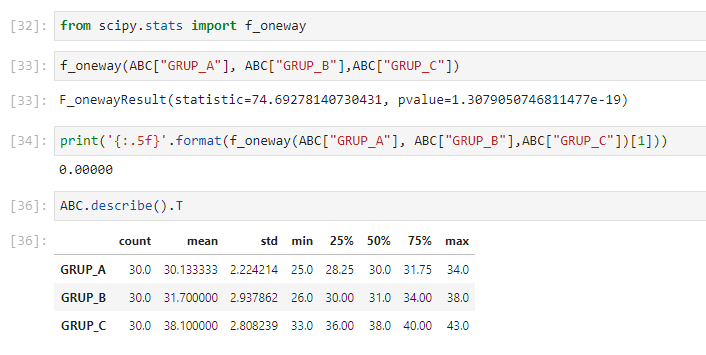 [32]: from scipy.stats import f_oneway
[33]: f_oneway(ABC["GRUP_A"], ABC["GRUP_B"],ABC["GRUP_C"])
[33]: F_onewayResult(statistic=74.69278140730431, pvalue=1.3079050746811477e-19)
[34]: print('{:.5f}'.format(f_oneway(ABC["GRUP_A"], ABC["GRUP_B"],ABC["GRUP_C"])[1]))
0.00000
[36]: ABC.describe().T
[36]:
count mean std min 25% 50% 75% max
GRUP_A 30.0 30.133333 2.224214 25.0 28.25 30.0 31.75 34.0
GRUP_B 30.0 31.700000 2.937862 26.0 30.00 31.0 34.00 38.0
GRUP_C 30.0 38.100000 2.808239 33.0 36.00 38.0 40.00 43.0